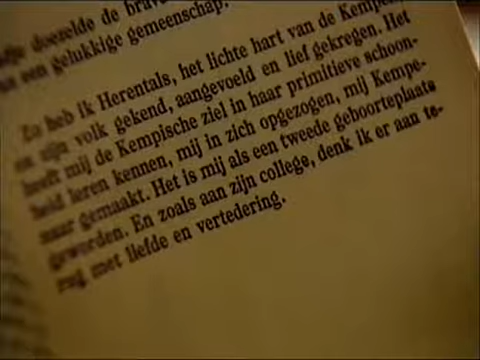 doezelde de brave
een gelukkige gemeenschap.
Zo heb ik Herentals, het lichte hart van de Kempen,
en zijn volk gekend, aangevoeld en lief gekregen. Het
heeft mij de Kempische ziel in haar primitieve schoon-
heid leren kennen, mij in zich opgezogen, mij Kempe-
naar gemaakt. Het is mij als een tweede geboorteplaats
geworden. En zoals aan zijn college, denk ik er aan te-
rug met liefde en vertedering.